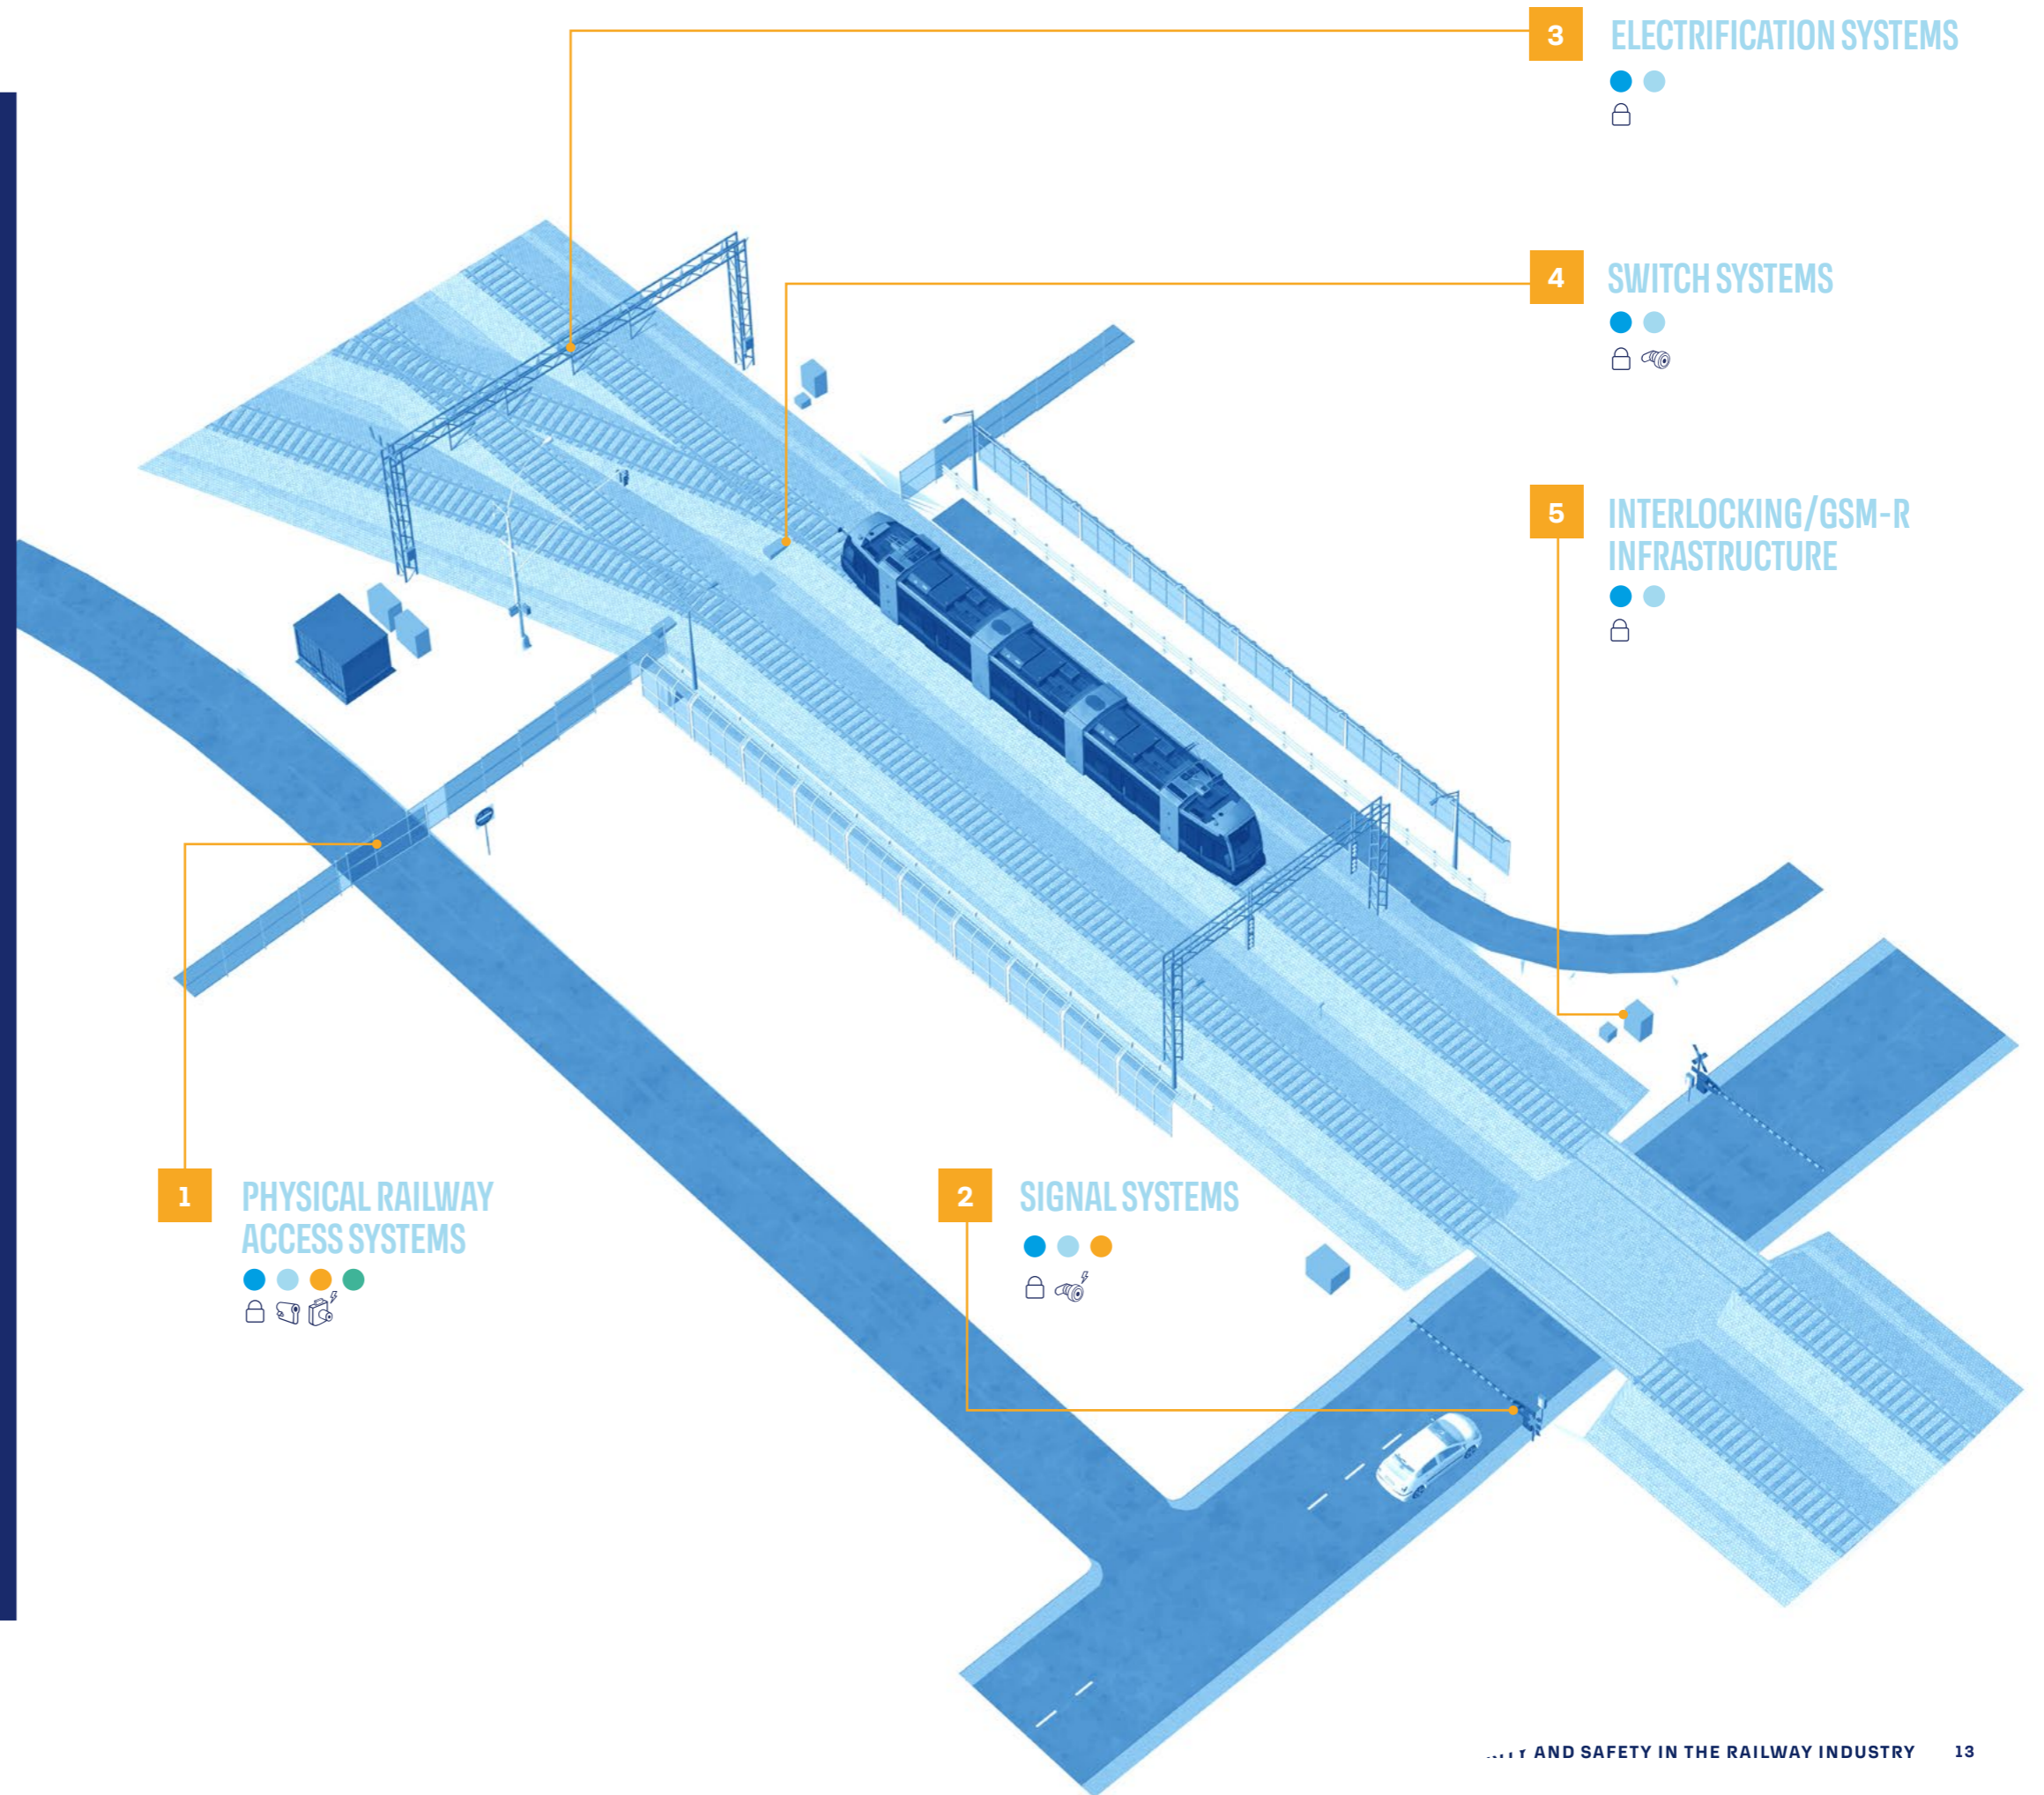 3 ELECTRIFICATION SYSTEMS
4 SWITCH SYSTEMS
5 INTERLOCKING/GSM-R
INFRASTRUCTURE
1 PHYSICAL RAILWAY
ACCESS SYSTEMS
2 SIGNAL SYSTEMS
AND SAFETY IN THE RAILWAY INDUSTRY 13